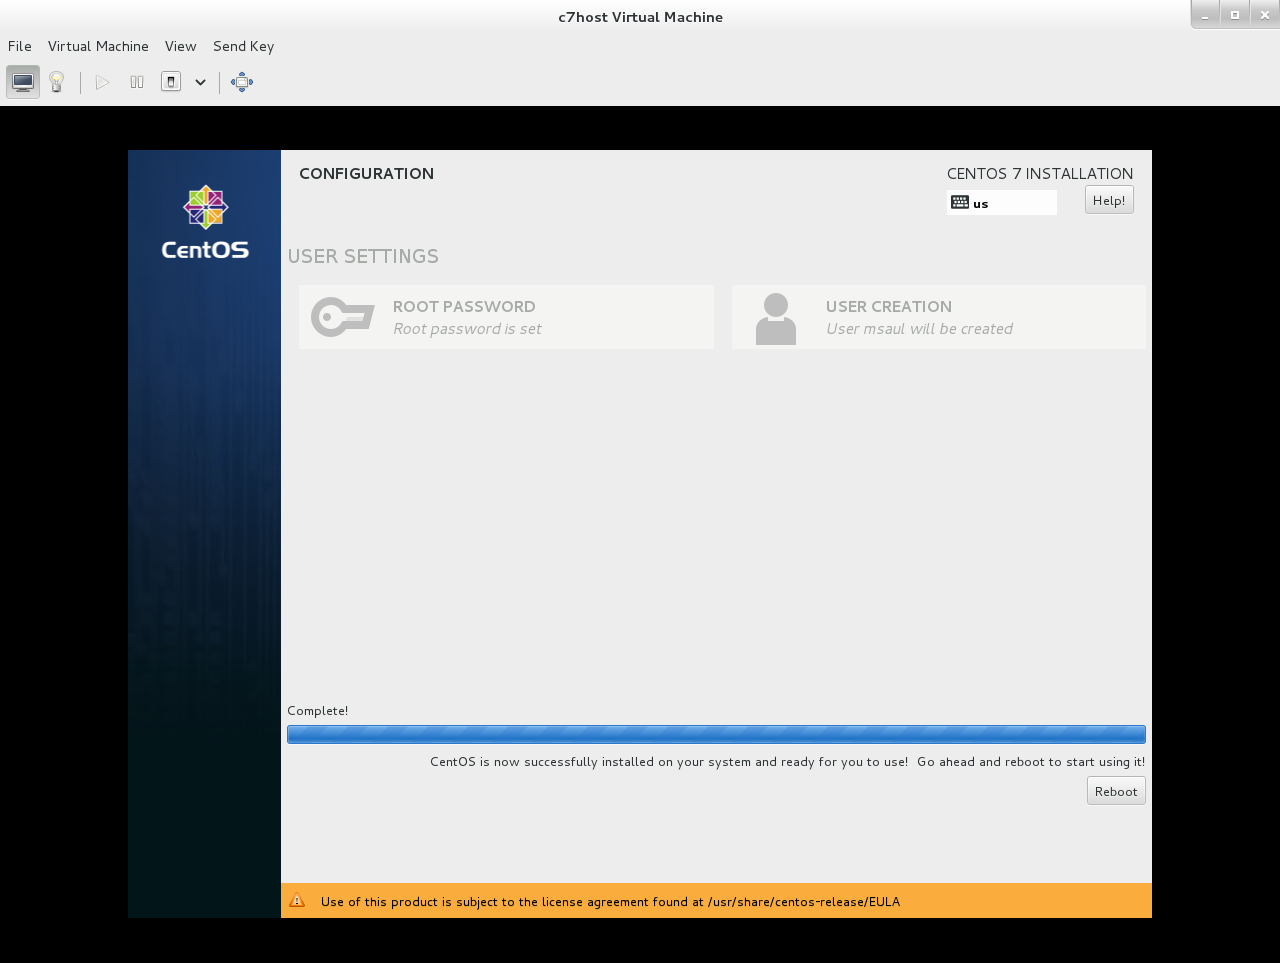 c7host Virtual Machine
File Virtual Machine View Send Key
CentOS
CONFIGURATION
CENTOS 7 INSTALLATION
us
Help!
USER SETTINGS
ROOT PASSWORD
Root password is set
USER CREATION
User msaul will be created
Complete!
CentOS is now successfully installed on your system and ready for you to use! Go ahead and reboot to start using it!
Reboot
Use of this product is subject to the license agreement found at /usr/share/centos-release/EULA